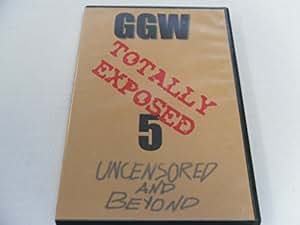 GGW
TOTALLY
EXPOSED
5
UNCENSORED
AND
BEYOND